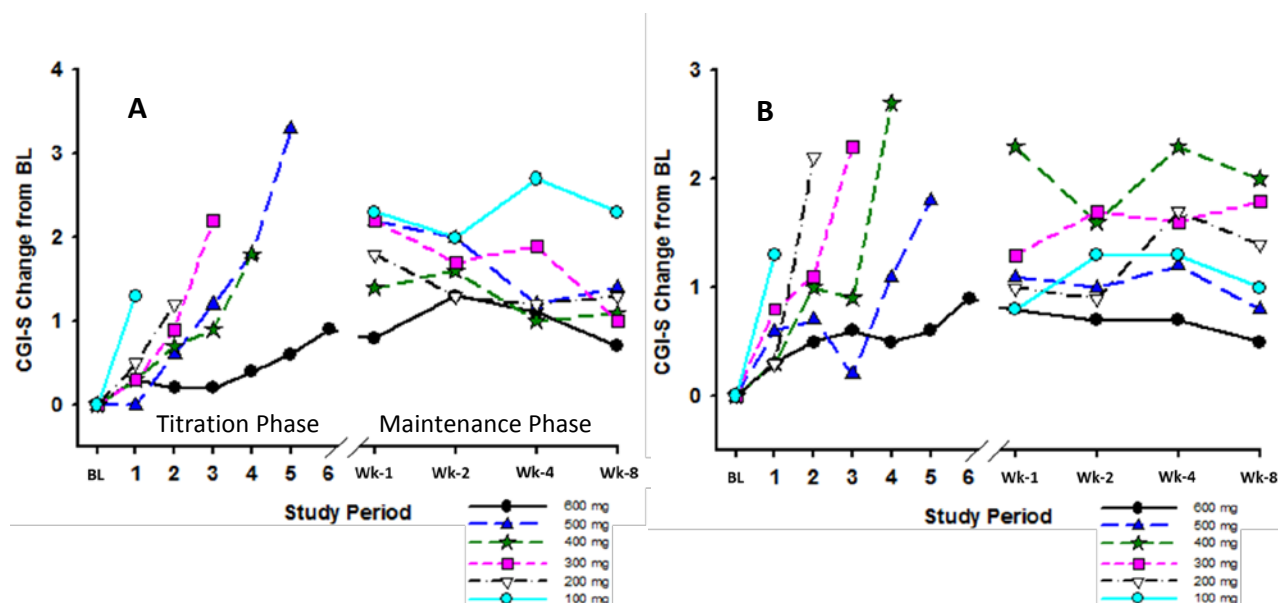 A
4
3
2
1
0
CGI-S Change from BL
Titration Phase
Maintenance Phase
BL 1 2 3 4 5 6 Wk-1 Wk-2 Wk-4 Wk-8
Study Period
600 mg
500 mg
400 mg
300 mg
200 mg
100 mg
B
3
2
1
0
CGI-S Change from BL
BL 1 2 3 4 5 6 Wk-1 Wk-2 Wk-4 Wk-8
Study Period
600 mg
500 mg
400 mg
300 mg
200 mg
100 mg